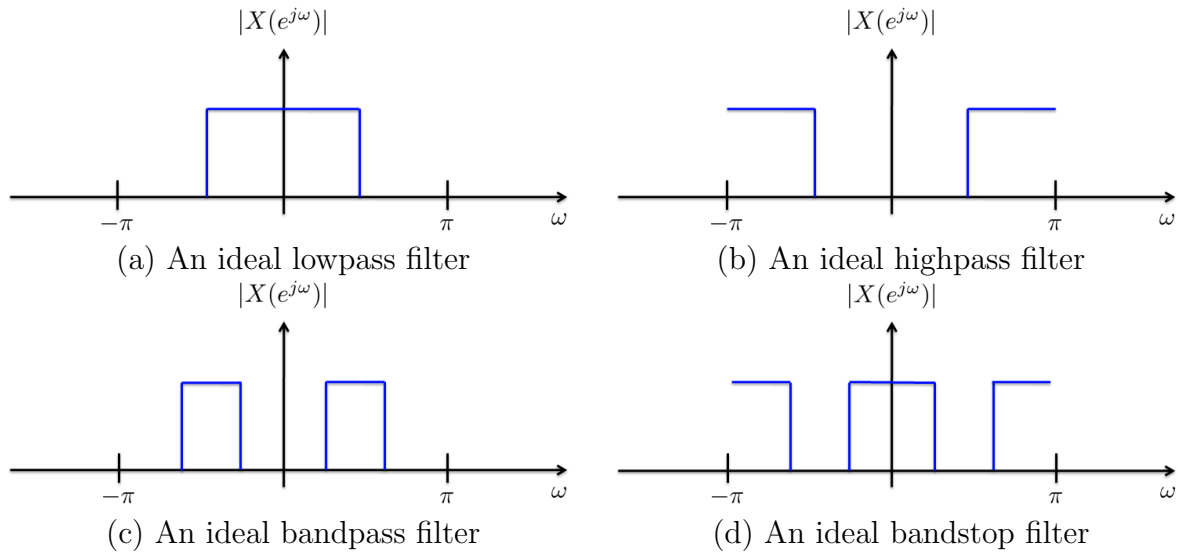 |X(e^{jω})|
−π π ω
(a) An ideal lowpass filter
|X(e^{jω})|
−π π ω
(b) An ideal highpass filter
|X(e^{jω})|
−π π ω
(c) An ideal bandpass filter
|X(e^{jω})|
−π π ω
(d) An ideal bandstop filter